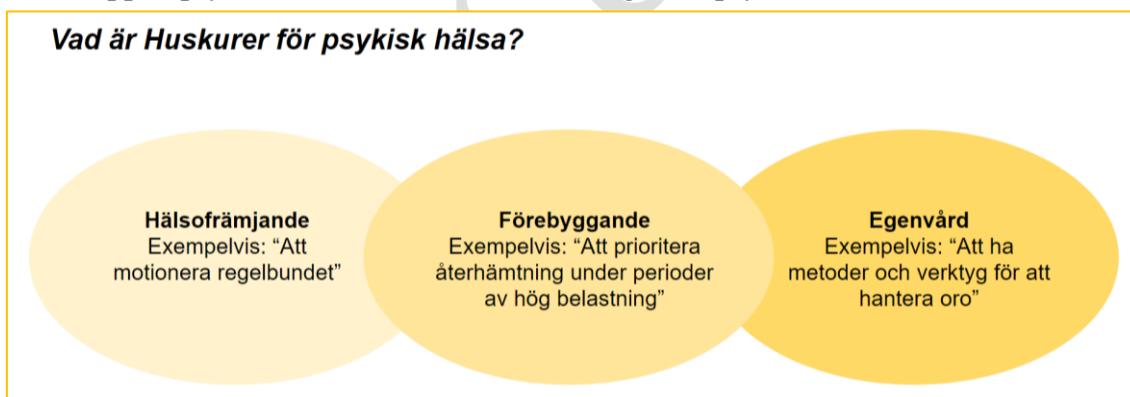 Vad är Huskurer för psykisk hälsa?
Hälsofrämjande
Exempelvis: “Att
motionera regelbundet”
Förebyggande
Exempelvis: “Att prioritera
återhämtning under perioder
av hög belastning”
Egenvård
Exempelvis: “Att ha
metoder och verktyg för att
hantera oro”